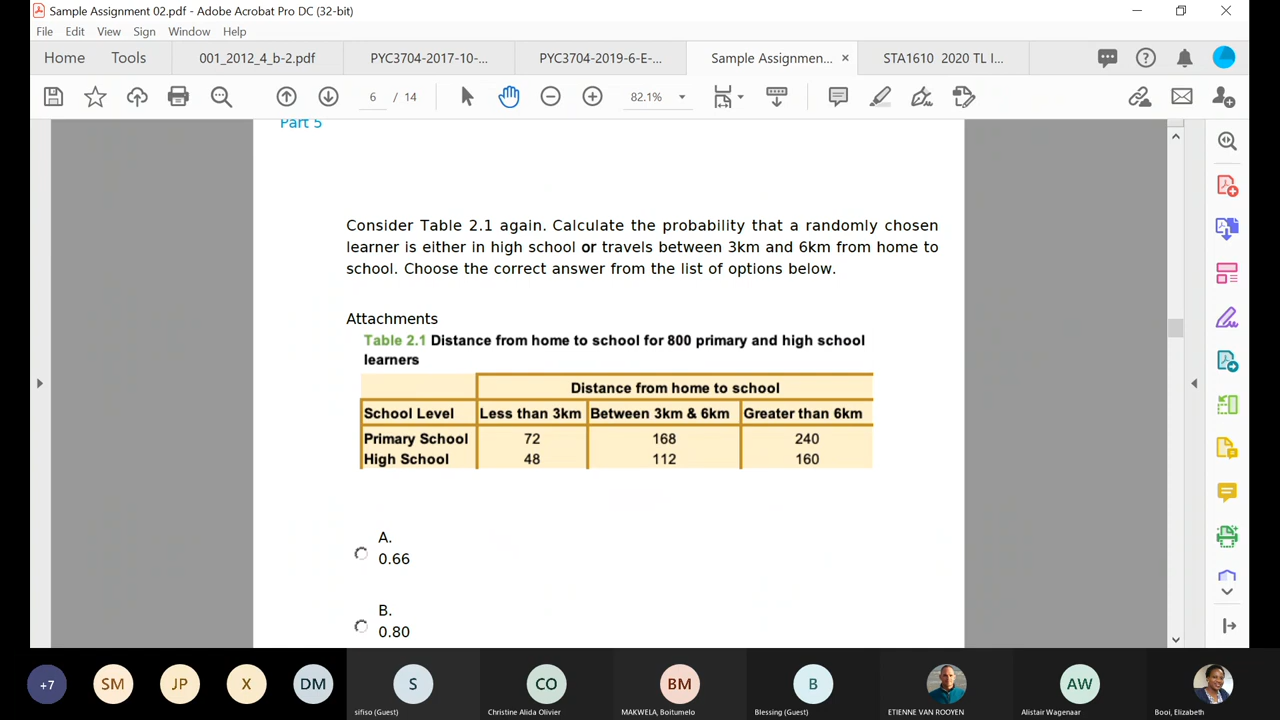 Sample Assignment 02.pdf - Adobe Acrobat Pro DC (32-bit)
File Edit View Sign Window Help
Home Tools 001_2012_4_b-2.pdf PYC3704-2017-10-... PYC3704-2019-6-E-... Sample Assignmen... × STA1610 2020 TL I...
6 / 14 82.1%
Part 5
Consider Table 2.1 again. Calculate the probability that a randomly chosen
learner is either in high school or travels between 3km and 6km from home to
school. Choose the correct answer from the list of options below.
Attachments
Table 2.1 Distance from home to school for 800 primary and high school
learners
Distance from home to school
School Level Less than 3km Between 3km & 6km Greater than 6km
Primary School 72 168 240
High School 48 112 160
A.
0.66
B.
0.80
+7 SM JP X DM S CO BM B AW
sifiso (Guest) Christine Alida Olivier MAKWELA, Boitumelo Blessing (Guest) ETIENNE VAN ROOYEN Alistair Wagenaar Booi, Elizabeth